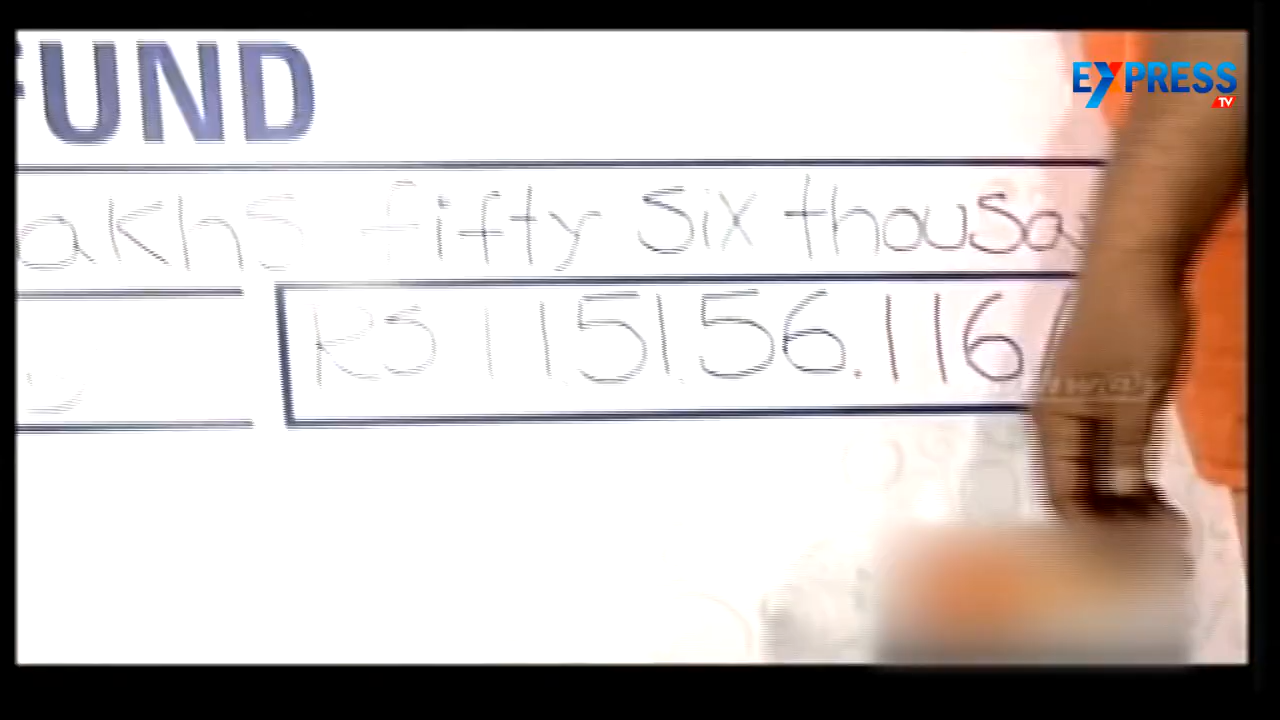 EXPRESS
TV
FUND
akhs fifty six thousa
Rs 11.51.56.116